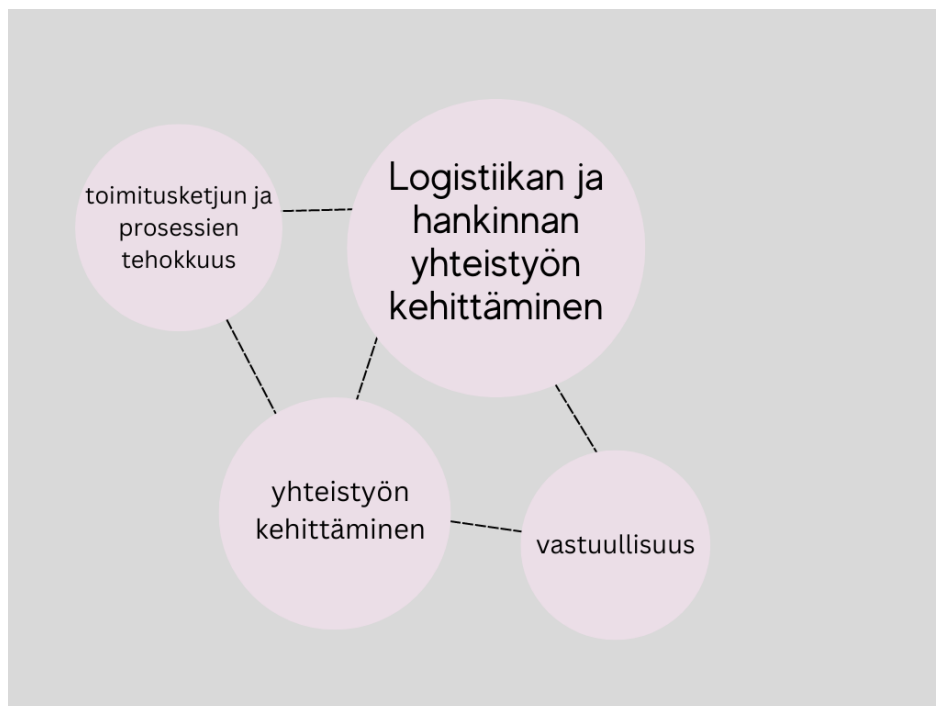 toimitusketjun ja
prosessien
tehokkuus
Logistiikan ja
hankinnan
yhteistyön
kehittäminen
yhteistyön
kehittäminen
vastuullisuus